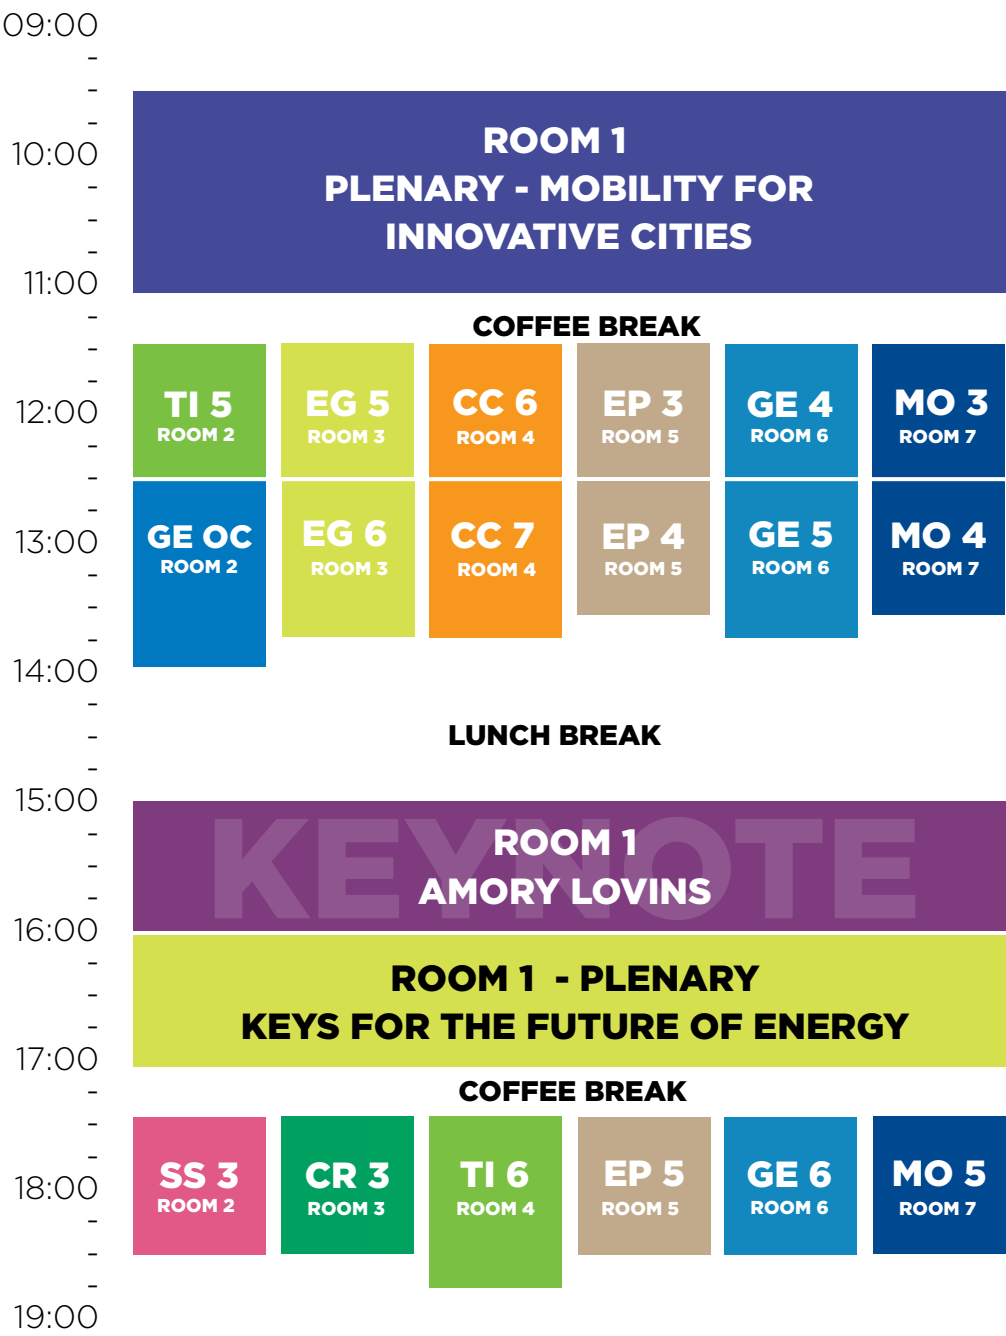 09:00
-
-
-
10:00
-
-
-
11:00
-
-
-
12:00
-
-
-
13:00
-
-
-
14:00
-
-
-
15:00
-
-
-
16:00
-
-
-
17:00
-
-
-
18:00
-
-
-
19:00
ROOM 1
PLENARY - MOBILITY FOR
INNOVATIVE CITIES
COFFEE BREAK
TI 5
ROOM 2
EG 5
ROOM 3
CC 6
ROOM 4
EP 3
ROOM 5
GE 4
ROOM 6
MO 3
ROOM 7
GE OC
ROOM 2
EG 6
ROOM 3
CC 7
ROOM 4
EP 4
ROOM 5
GE 5
ROOM 6
MO 4
ROOM 7
LUNCH BREAK
KEYNOTE
ROOM 1
AMORY LOVINS
ROOM 1 - PLENARY
KEYS FOR THE FUTURE OF ENERGY
COFFEE BREAK
SS 3
ROOM 2
CR 3
ROOM 3
TI 6
ROOM 4
EP 5
ROOM 5
GE 6
ROOM 6
MO 5
ROOM 7